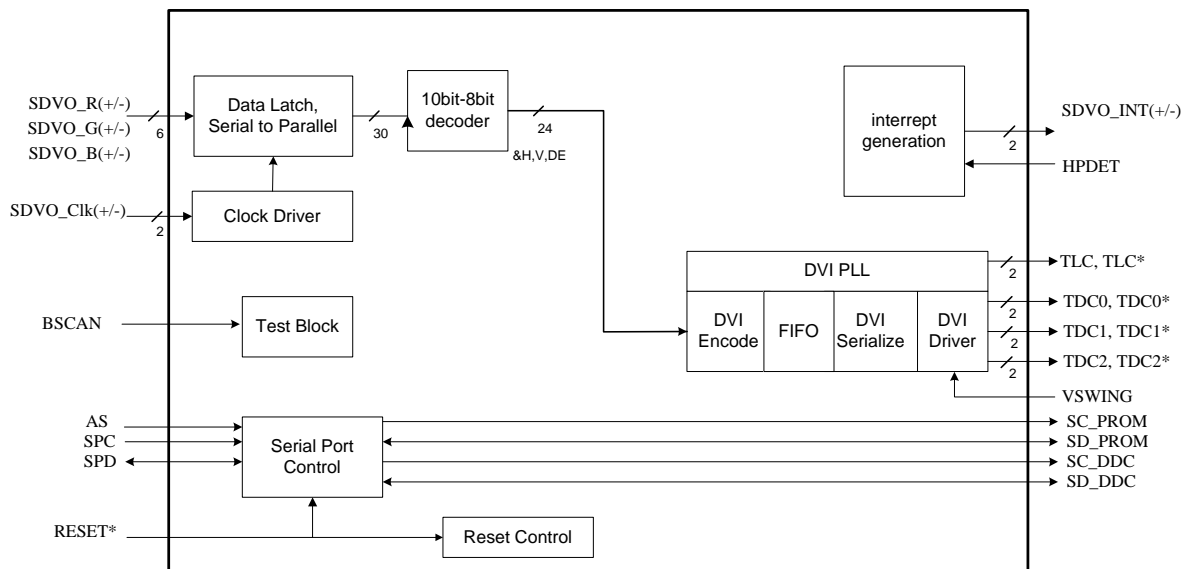 SDVO_R(+/-)
SDVO_G(+/-)
SDVO_B(+/-)
6
Data Latch,
Serial to Parallel
30
10bit-8bit
decoder
24
&H,V,DE
interrept
generation
2
SDVO_INT(+/-)
HPDET
SDVO_Clk(+/-)
2
Clock Driver
DVI PLL
2
TLC, TLC*
BSCAN
Test Block
DVI
Encode
FIFO
DVI
Serialize
DVI
Driver
2
TDC0, TDC0*
2
TDC1, TDC1*
2
TDC2, TDC2*
VSWING
AS
SPC
SPD
Serial Port
Control
SC_PROM
SD_PROM
SC_DDC
SD_DDC
RESET*
Reset Control